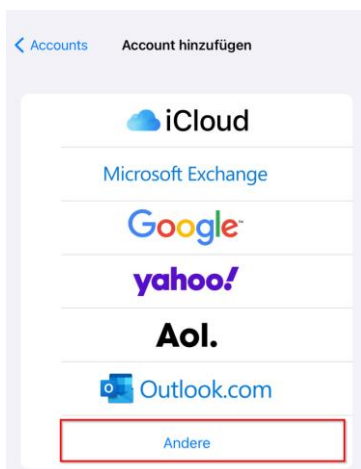 Accounts Account hinzufügen
iCloud
Microsoft Exchange
Google
yahoo!
Aol.
Outlook.com
Andere